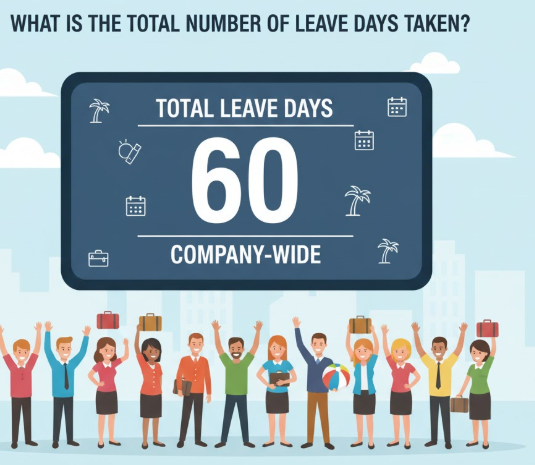 WHAT IS THE TOTAL NUMBER OF LEAVE DAYS TAKEN?
TOTAL LEAVE DAYS
60
COMPANY-WIDE